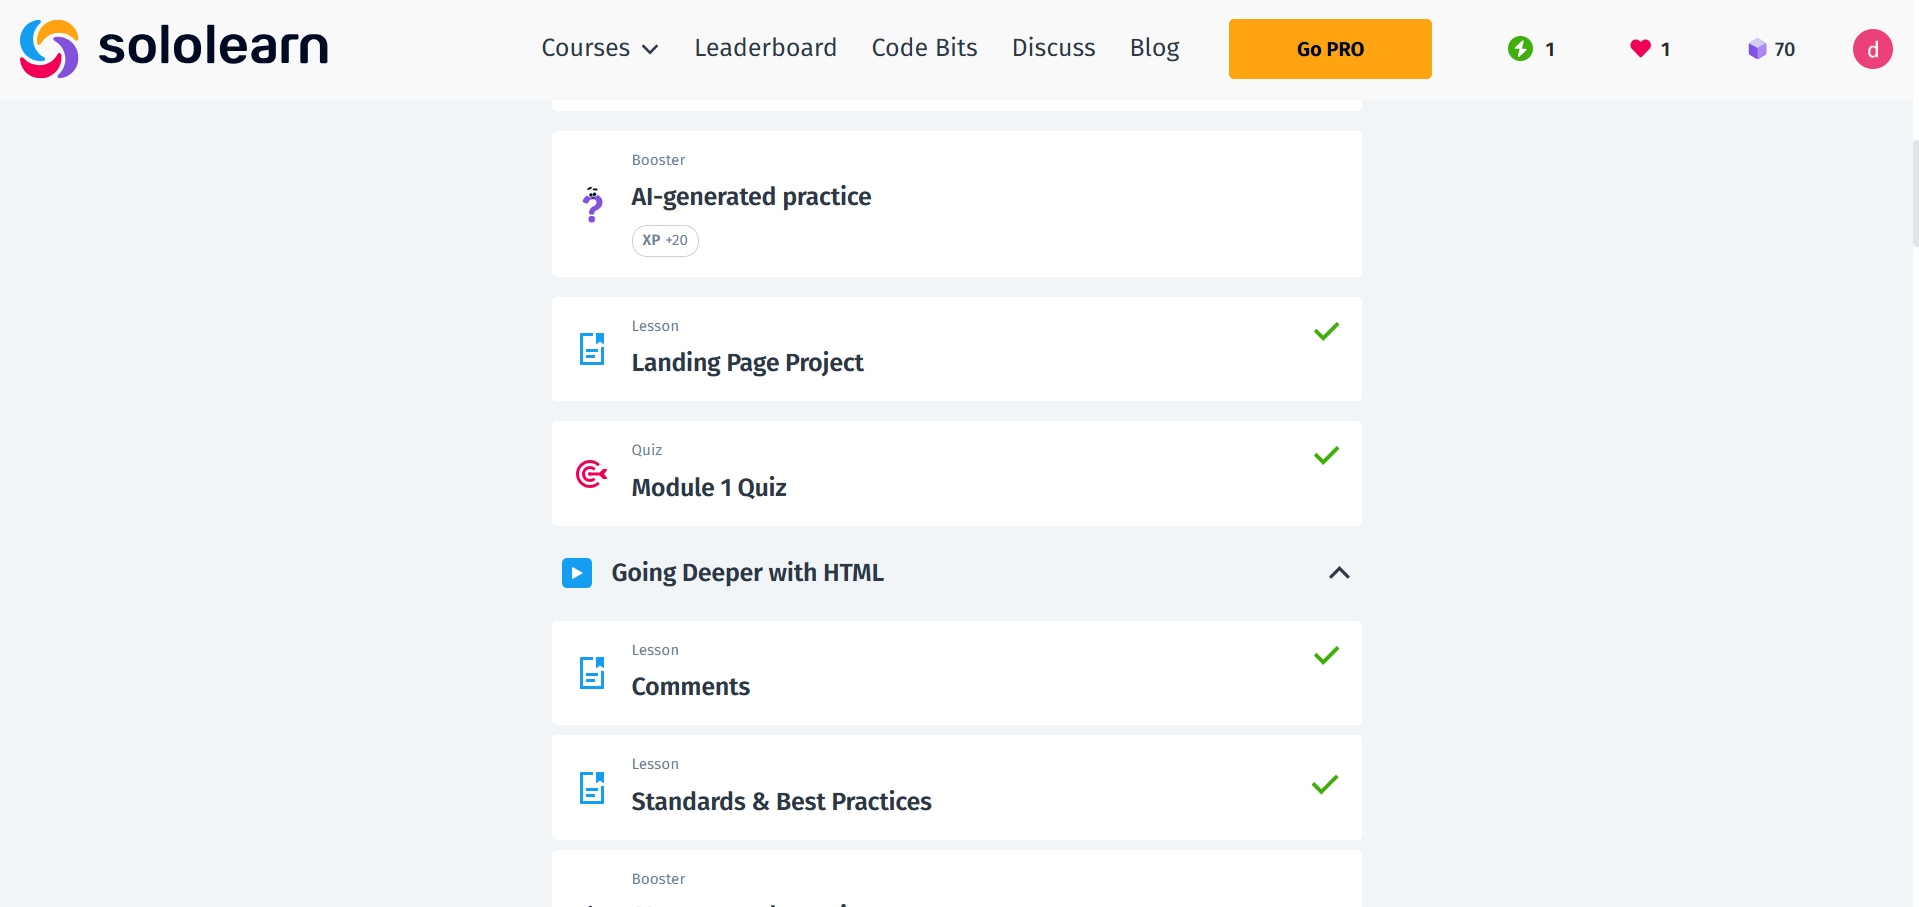 sololearn
Courses
Leaderboard
Code Bits
Discuss
Blog
Go PRO
1
1
70
d
Booster
AI-generated practice
XP +20
Lesson
Landing Page Project
Quiz
Module 1 Quiz
Going Deeper with HTML
Lesson
Comments
Lesson
Standards & Best Practices
Booster